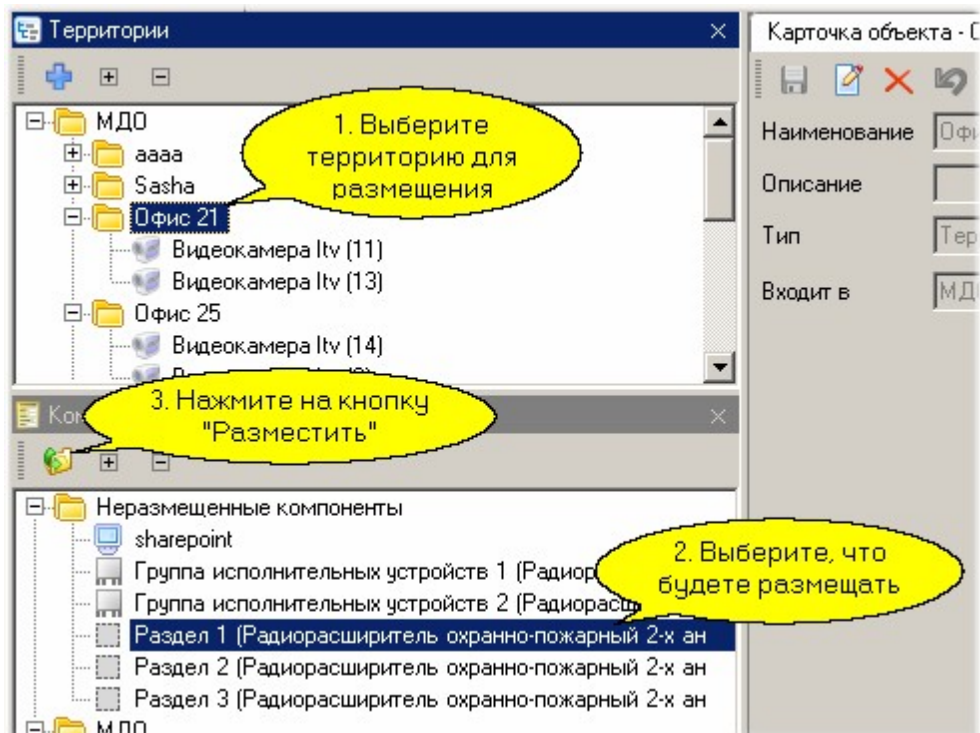 Территории
Карточка объекта -
МДО
aaaa
Sasha
Офис 21
Видеокамера Itv (11)
Видеокамера Itv (13)
Офис 25
Видеокамера Itv (14)
1. Выберите
территорию для
размещения
Наименование
Описание
Тип
Входит в
3. Нажмите на кнопку
"Разместить"
Неразмещенные компоненты
sharepoint
Группа исполнительных устройств 1 (Радиор
Группа исполнительных устройств 2 (Радиорасш
Раздел 1 (Радиорасширитель охранно-пожарный 2-х ан
Раздел 2 (Радиорасширитель охранно-пожарный 2-х ан
Раздел 3 (Радиорасширитель охранно-пожарный 2-х ан
МДО
2. Выберите, что
будете размещать